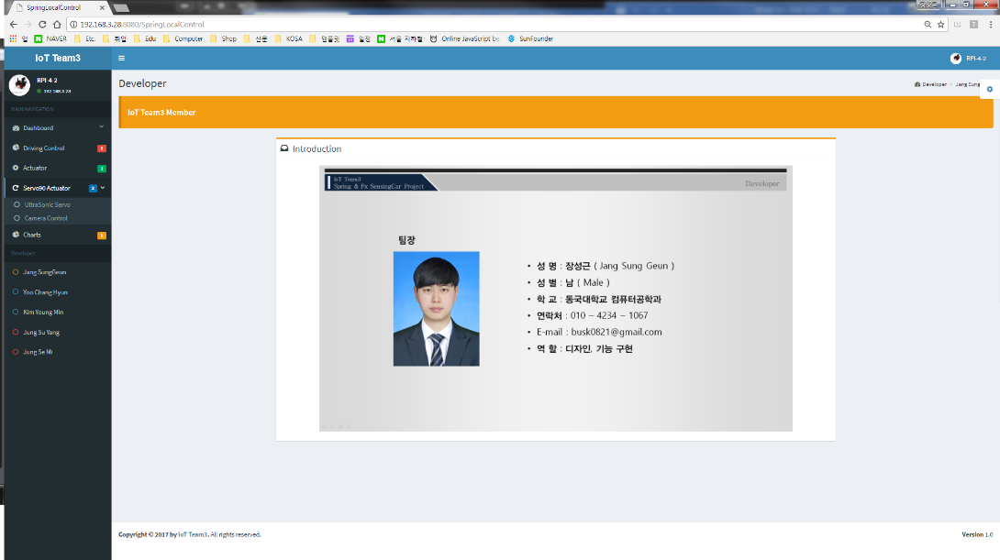 SpringLocalControl
192.168.3.28:8080/SpringLocalControl
앱 NAVER Etc. 취업 Edu Computer Shop 신문 KOSA 템플릿 일정 서울 지하철 Online JavaScript be SunFounder
IoT Team3
RPI-4-2
RPI-4-2
192.168.3.28
Developer
Developer > Jang Sung
MAIN NAVIGATION
IoT Team3 Member
Dashboard
Driving Control
Actuator
Servo90 Actuator
UltraSonic Servo
Camera Control
Charts
Developer
Jang SungGeun
Yoo Chang Hyun
Kim Young Min
Jung Su Yang
Jung Se Mi
Introduction
IoT Team3
Spring & Px SensingCar Project
Developer
팀장
• 성 명 : 장성근 ( Jang Sung Geun )
• 성 별 : 남 ( Male )
• 학 교 : 동국대학교 컴퓨터공학과
• 연락처 : 010 – 4234 – 1067
• E-mail : busk0821@gmail.com
• 역 할 : 디자인, 기능 구현
Copyright © 2017 by IoT Team3. All rights reserved.
Version 1.0